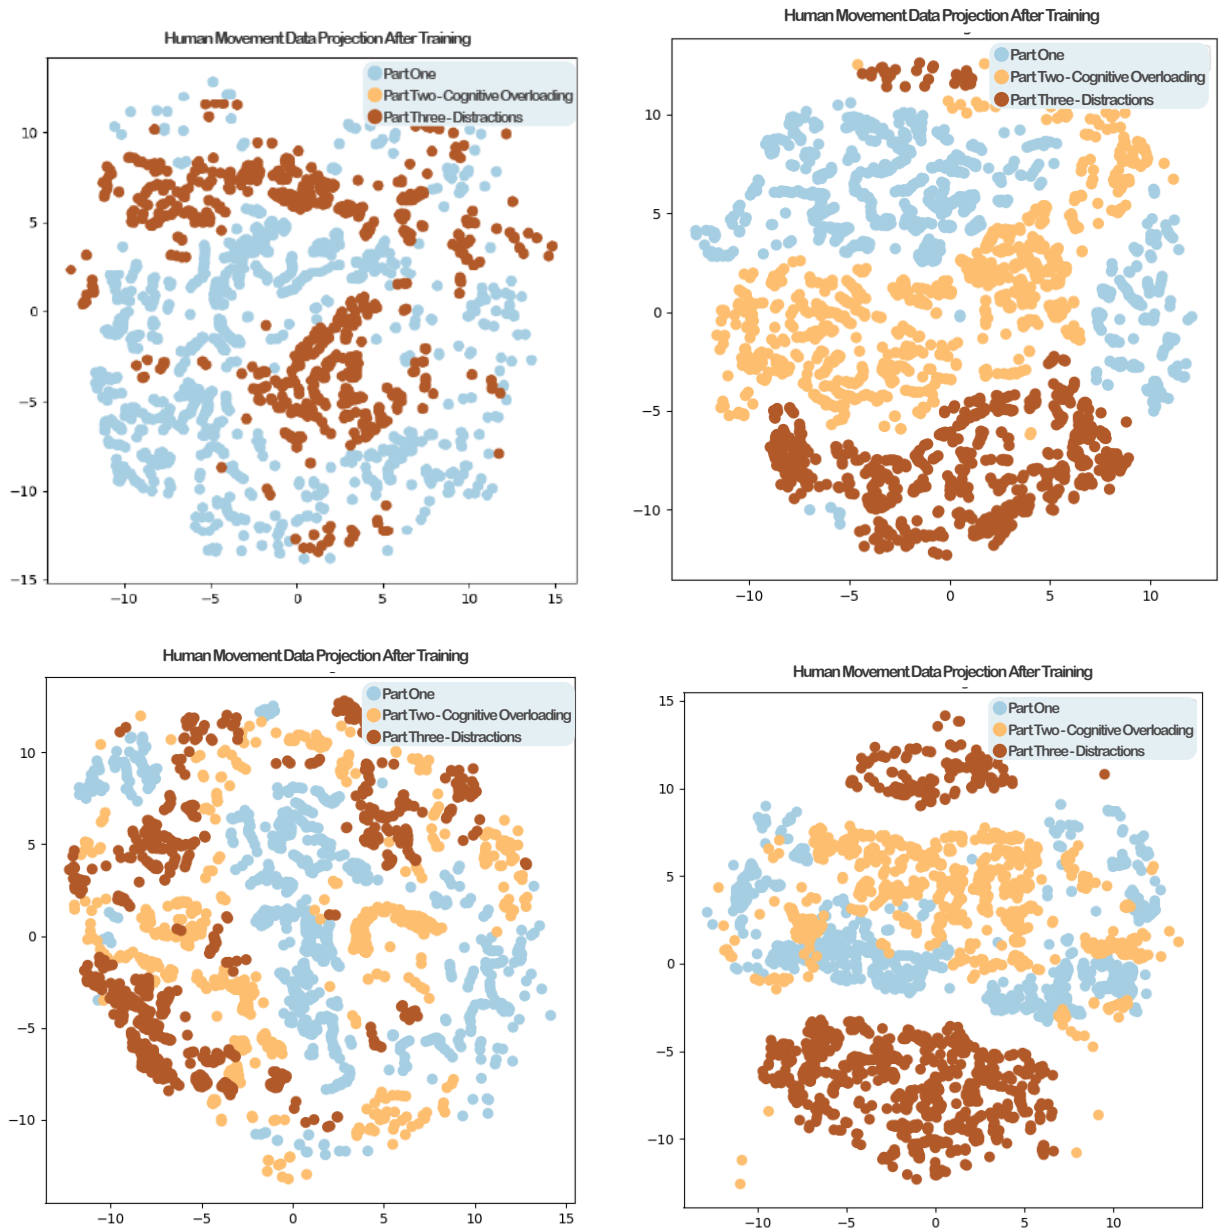 Human Movement Data Projection After Training
Part One
Part Two - Cognitive Overloading
Part Three - Distractions
10
5
0
−5
−10
−15
−10
−5
0
5
10
15
Human Movement Data Projection After Training
Part One
Part Two - Cognitive Overloading
Part Three - Distractions
10
5
0
−5
−10
−10
−5
0
5
10
Human Movement Data Projection After Training
Part One
Part Two - Cognitive Overloading
Part Three - Distractions
10
5
0
−5
−10
−10
−5
0
5
10
15
Human Movement Data Projection After Training
Part One
Part Two - Cognitive Overloading
Part Three - Distractions
15
10
5
0
−5
−10
−10
−5
0
5
10